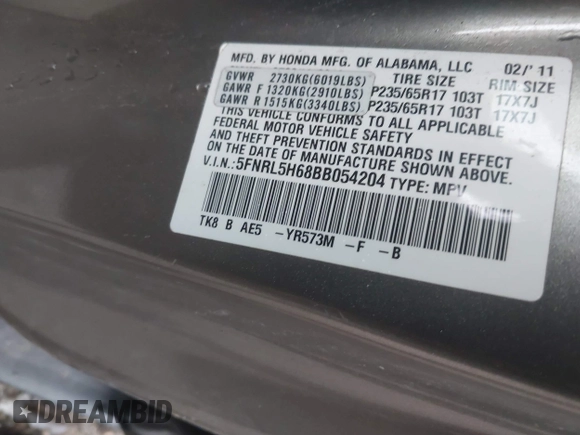 MFD. BY HONDA MFG. OF ALABAMA, LLC 02/'11
GVWR 2730KG(6019LBS) TIRE SIZE RIM SIZE
GAWR F 1320KG(2910LBS) P235/65R17 103T 17X7J
GAWR R 1515KG(3340LBS) P235/65R17 103T 17X7J
THIS VEHICLE CONFORMS TO ALL APPLICABLE
FEDERAL MOTOR VEHICLE SAFETY
AND THEFT PREVENTION STANDARDS IN EFFECT
ON THE DATE OF MANUFACTURE SHOWN ABOVE.
V.I.N.:5FNRL5H68BB054204 TYPE: MPV
TK8 B AE5 -YR573M -F -B
DREAMBID